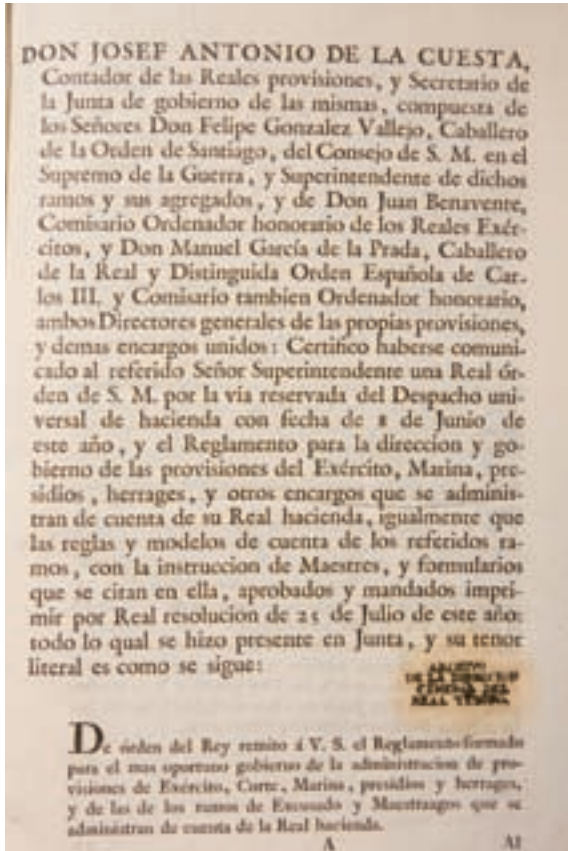 DON JOSEF ANTONIO DE LA CUESTA,
Contador de las Reales provisiones, y Secretario de
la Junta de gobierno de las mismas, compuesta de
los Señores Don Felipe Gonzalez Vallejo, Caballero
de la Orden de Santiago, del Consejo de S. M. en el
Supremo de la Guerra, y Superintendente de dichos
ramos y sus agregados, y de Don Juan Benavente,
Comisario Ordenador honorario de los Reales Exér-
citos, y Don Manuel García de la Prada, Caballero
de la Real y Distinguida Orden Española de Car-
los III. y Comisario tambien Ordenador honorario,
ambos Directores generales de las propias provisiones,
y demas encargos unidos: Certifico haberse comuni-
cado al referido Señor Superintendente una Real ór-
den de S. M. por la via reservada del Despacho uni-
versal de hacienda con fecha de 8 de Junio de
este año, y el Reglamento para la direccion y go-
bierno de las provisiones del Exército, Marina, pre-
sidios, herrages, y otros encargos que se adminis-
tran de cuenta de su Real hacienda, igualmente que
las reglas y modelos de cuenta de los referidos ra-
mos, con la instruccion de Maestres, y formularios
que se citan en ella, aprobados y mandados impri-
mir por Real resolucion de 25 de Julio de este año:
todo lo qual se hizo presente en Junta, y su tenor
literal es como se sigue:
ARCHIVO
DE LA DIRECCION
GENERAL DEL
REAL TESORO
De órden del Rey remito á V. S. el Reglamento formado
para el mas oportuno gobierno de la administracion de pro-
visiones de Exército, Corte, Marina, presidios y herrages,
y de las de los ramos de Excusado y Maestrazgos que se
administran de cuenta de la Real hacienda.
A Al